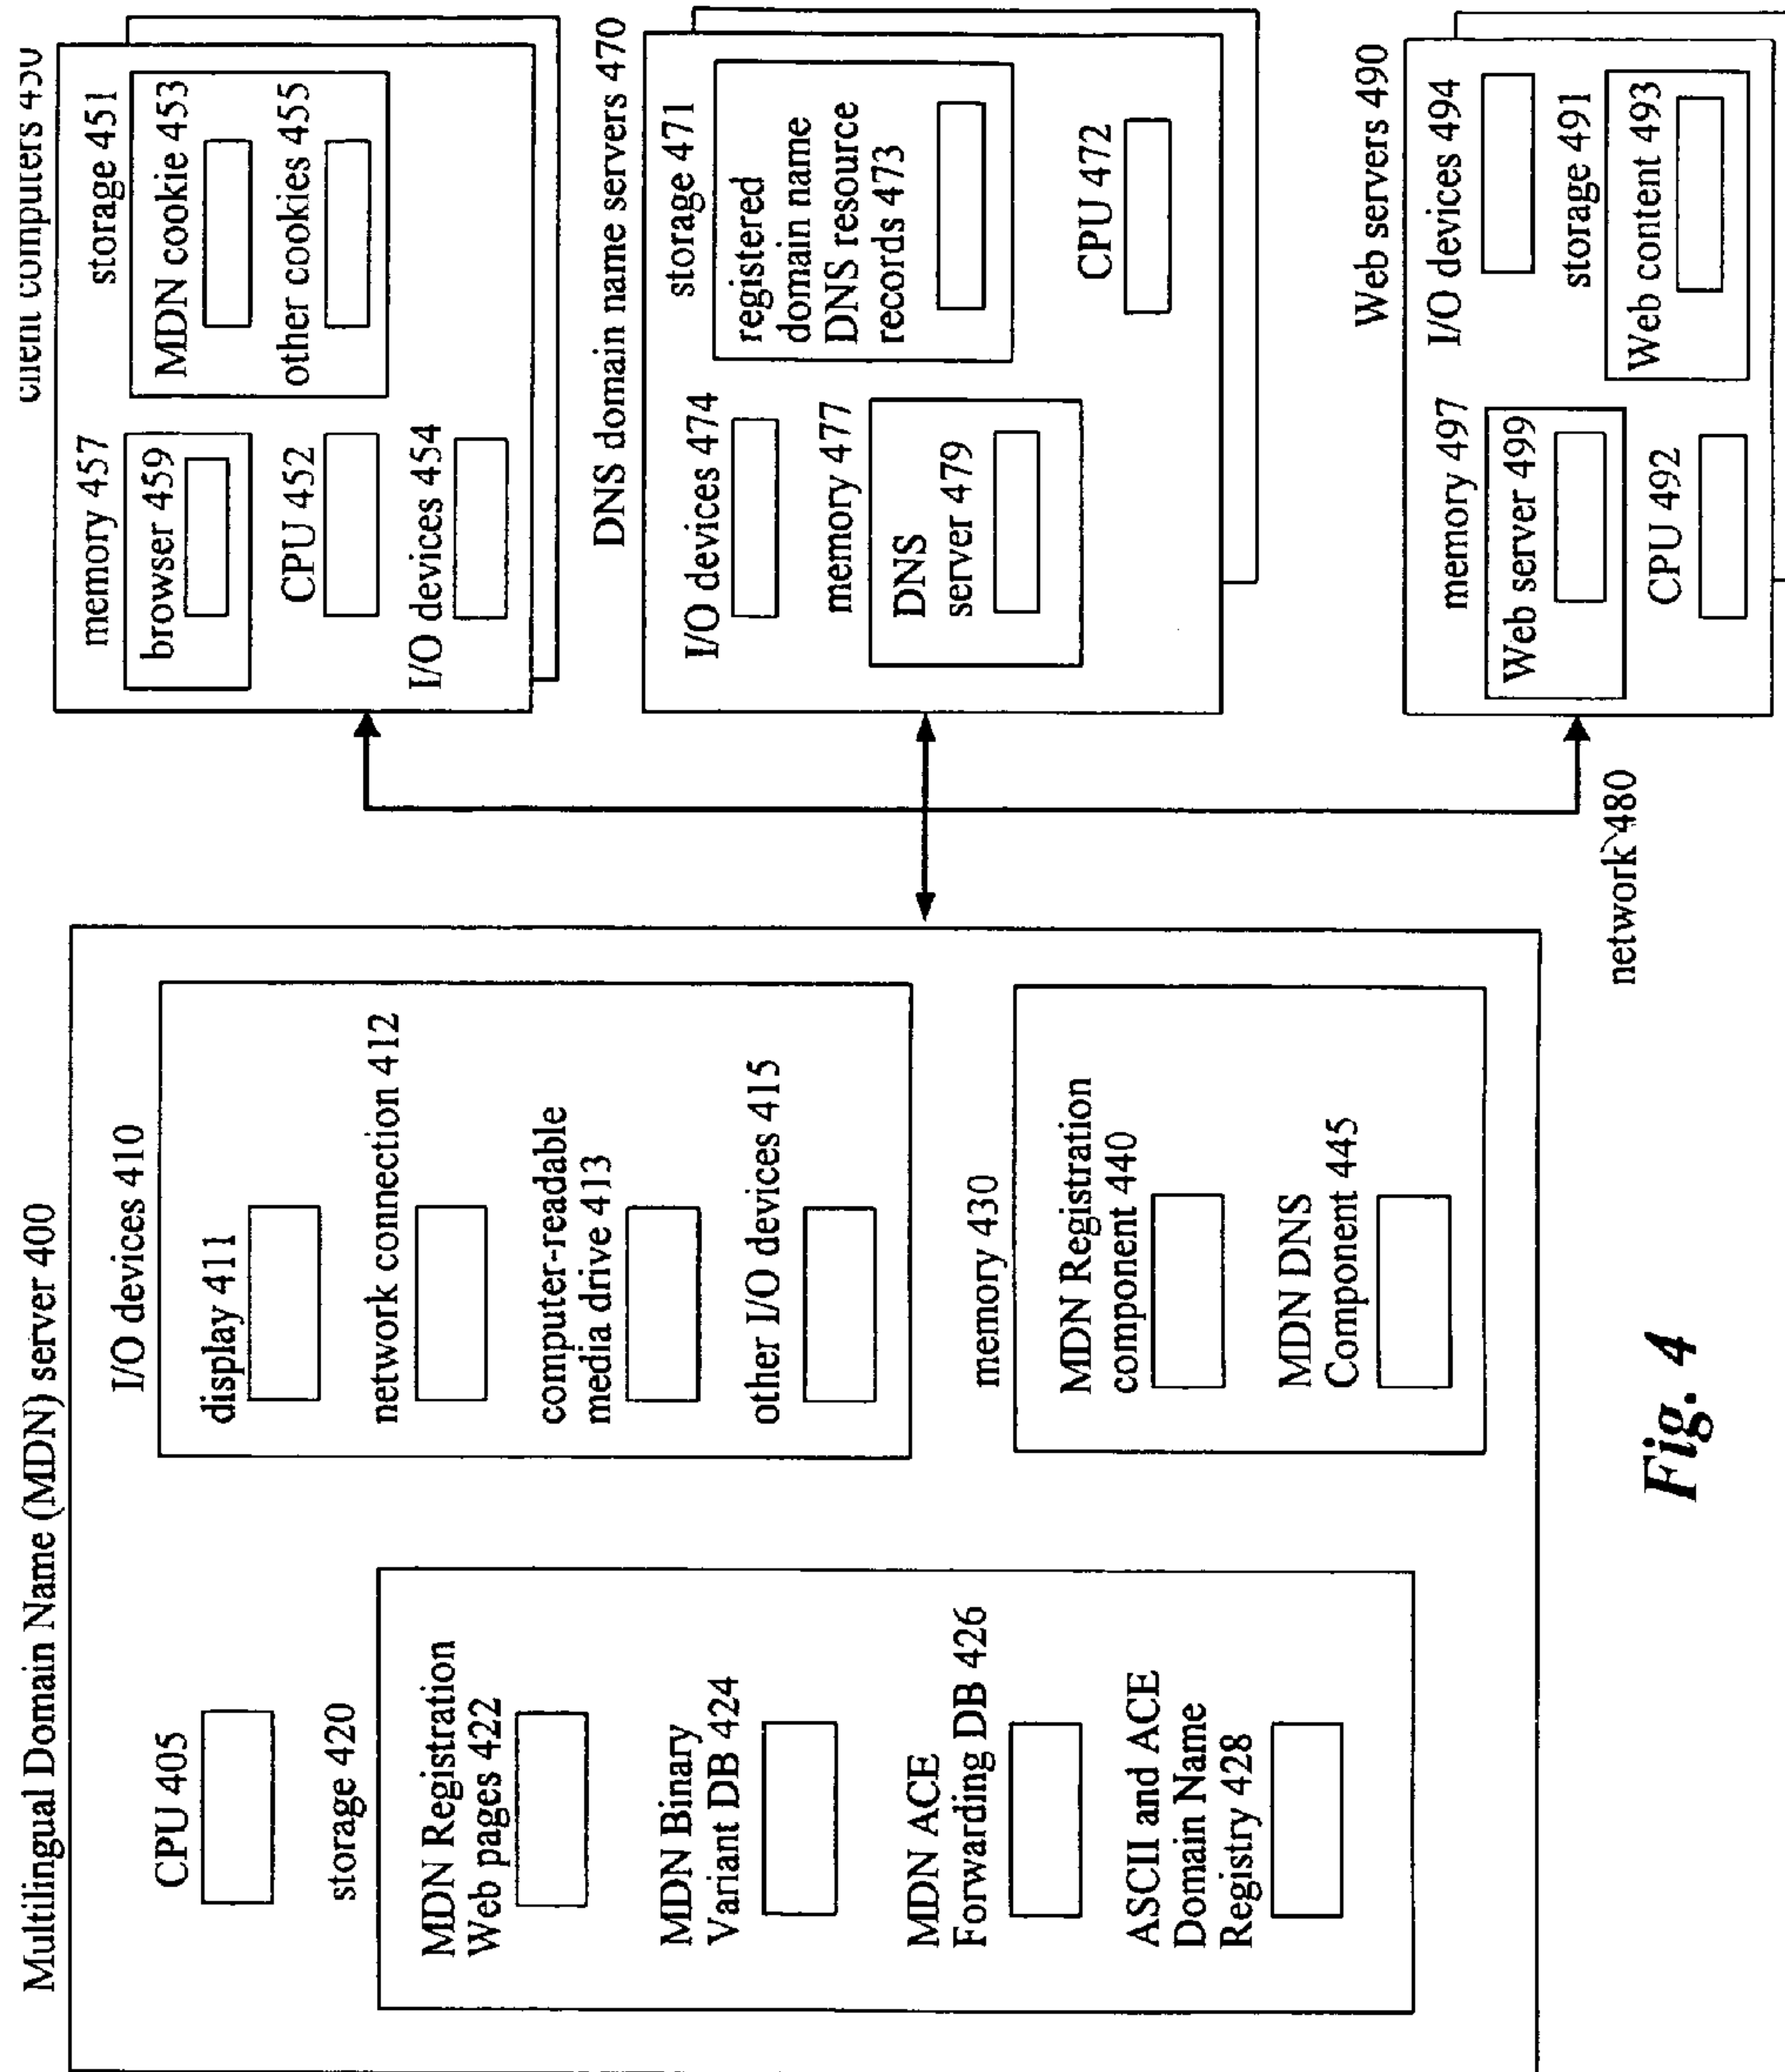 Multilingual Domain Name (MDN) server 400
CPU 405
storage 420
MDN Registration
Web pages 422
MDN Binary
Variant DB 424
MDN ACE
Forwarding DB 426
ASCII and ACE
Domain Name
Registry 428
I/O devices 410
display 411
network connection 412
computer-readable
media drive 413
other I/O devices 415
memory 430
MDN Registration
component 440
MDN DNS
Component 445
network 480
client computers 450
memory 457
browser 459
CPU 452
I/O devices 454
storage 451
MDN cookie 453
other cookies 455
DNS domain name servers 470
I/O devices 474
memory 477
DNS
server 479
storage 471
registered
domain name
DNS resource
records 473
CPU 472
Web servers 490
memory 497
Web server 499
CPU 492
I/O devices 494
storage 491
Web content 493
Fig. 4